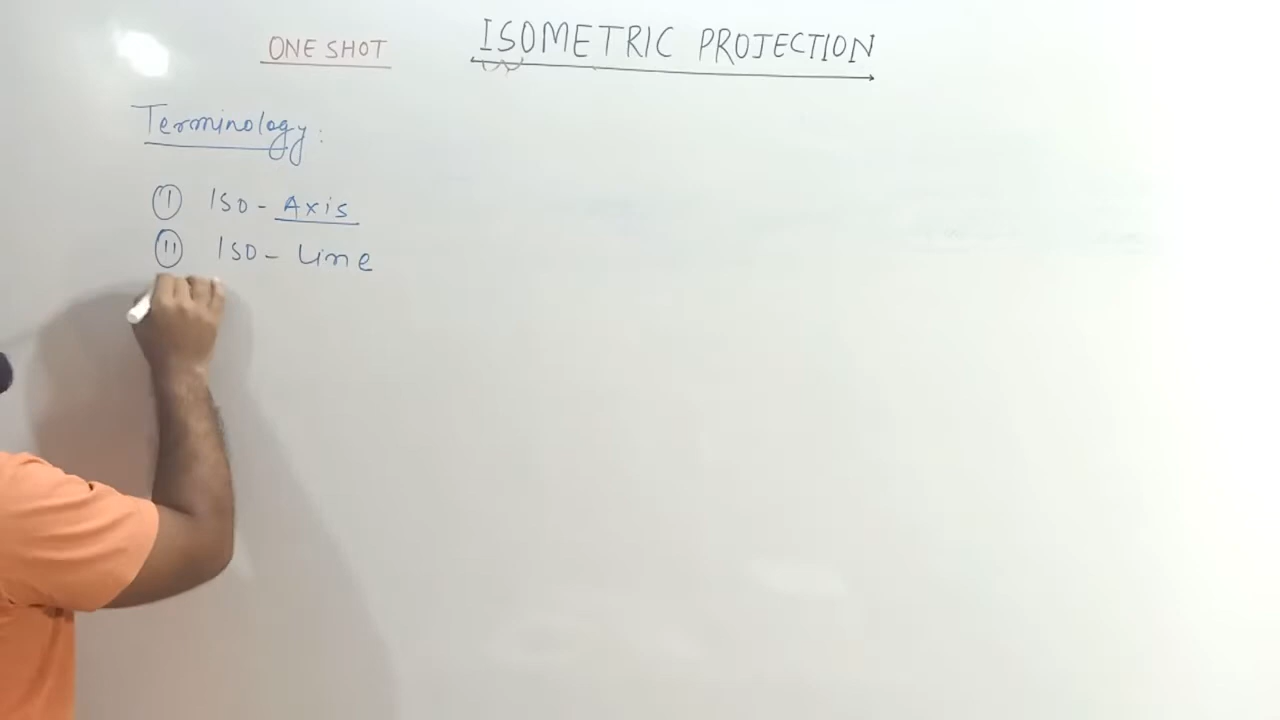 ONE SHOT ISOMETRIC PROJECTION
Terminology:
(I) Iso - Axis
(II) Iso - Line